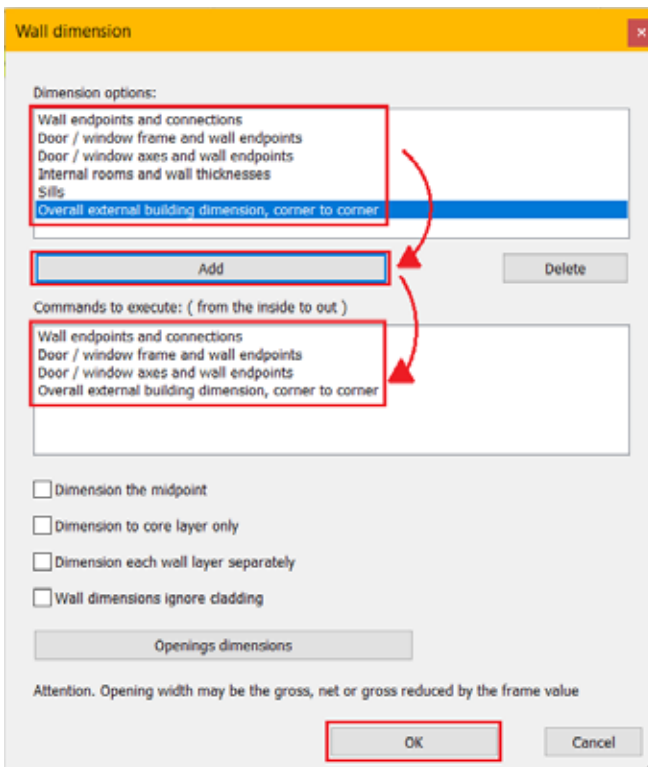 Wall dimension
Dimension options:
Wall endpoints and connections
Door / window frame and wall endpoints
Door / window axes and wall endpoints
Internal rooms and wall thicknesses
Sills
Overall external building dimension, corner to corner
Add
Delete
Commands to execute: ( from the inside to out )
Wall endpoints and connections
Door / window frame and wall endpoints
Door / window axes and wall endpoints
Overall external building dimension, corner to corner
Dimension the midpoint
Dimension to core layer only
Dimension each wall layer separately
Wall dimensions ignore cladding
Openings dimensions
Attention. Opening width may be the gross, net or gross reduced by the frame value
OK
Cancel